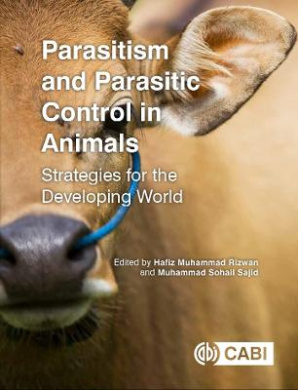 Parasitism
and Parasitic
Control in
Animals
Strategies for the
Developing World
Edited by Hafiz Muhammad Rizwan
and Muhammad Sohail Sajid
CABI